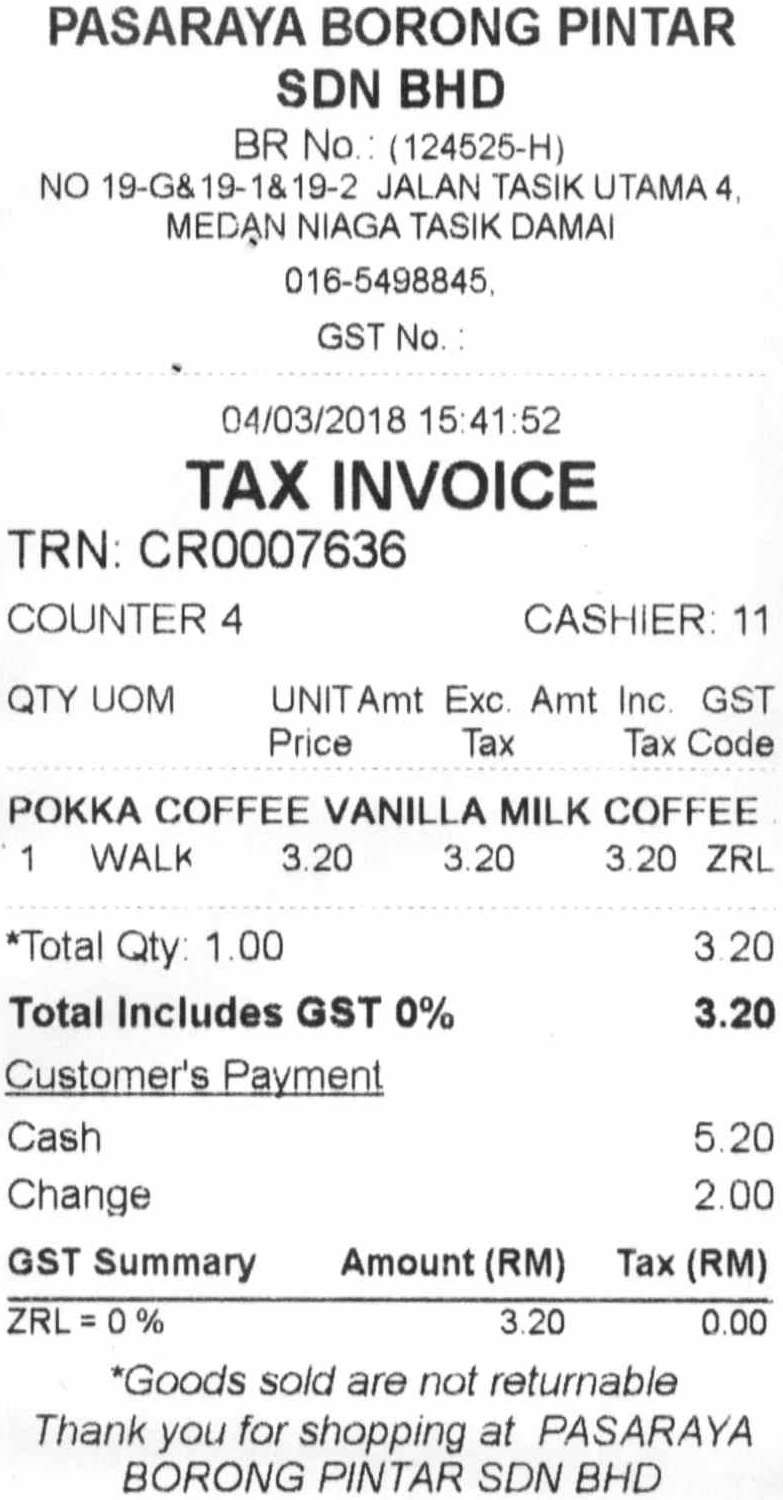 PASARAYA BORONG PINTAR
SDN BHD
BR No.: (124525-H)
NO 19-G&19-1&19-2 JALAN TASIK UTAMA 4,
MEDAN NIAGA TASIK DAMAI
016-5498845,
GST No. :
04/03/2018 15:41:52
TAX INVOICE
TRN: CR0007636
COUNTER 4 CASHIER: 11
QTY UOM UNIT Amt Exc. Amt Inc. GST
Price Tax Tax Code
POKKA COFFEE VANILLA MILK COFFEE
1 WALK 3.20 3.20 3.20 ZRL
*Total Qty: 1.00 3.20
Total Includes GST 0% 3.20
Customer's Payment
Cash 5.20
Change 2.00
GST Summary Amount (RM) Tax (RM)
ZRL = 0 % 3.20 0.00
*Goods sold are not returnable
Thank you for shopping at PASARAYA
BORONG PINTAR SDN BHD